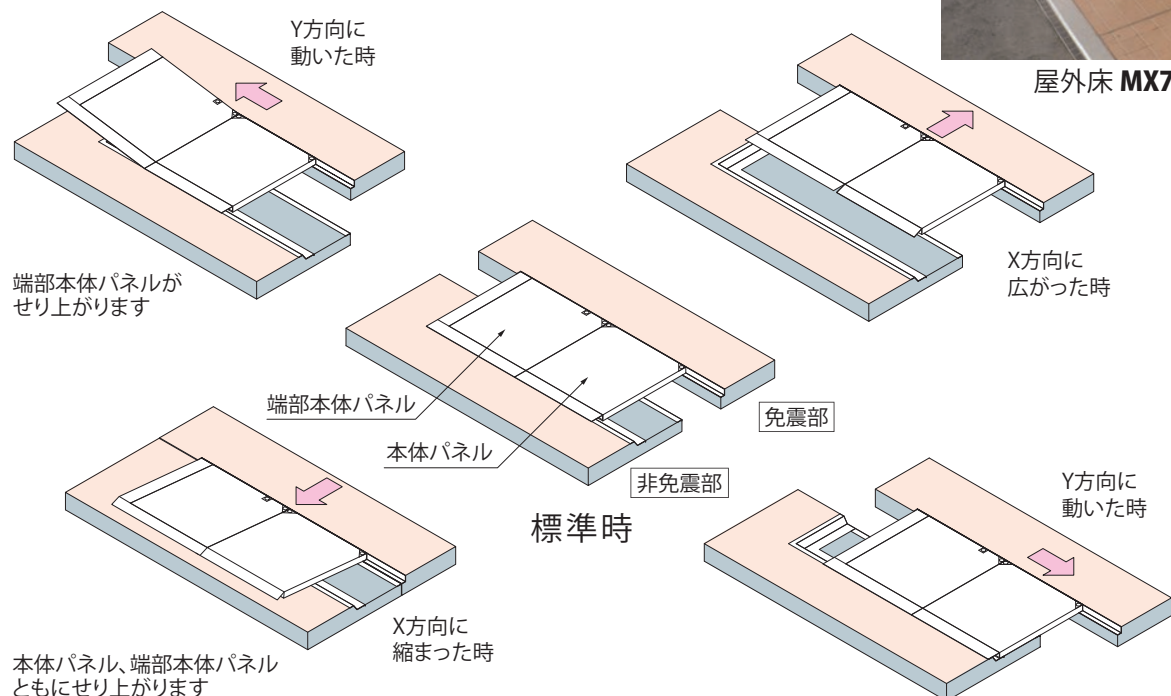 Y方向に
動いた時
屋外床 MX7
端部本体パネルが
せり上がります
X方向に
広がった時
端部本体パネル
本体パネル
免震部
非免震部
標準時
Y方向に
動いた時
X方向に
縮まった時
本体パネル、端部本体パネル
ともにせり上がります